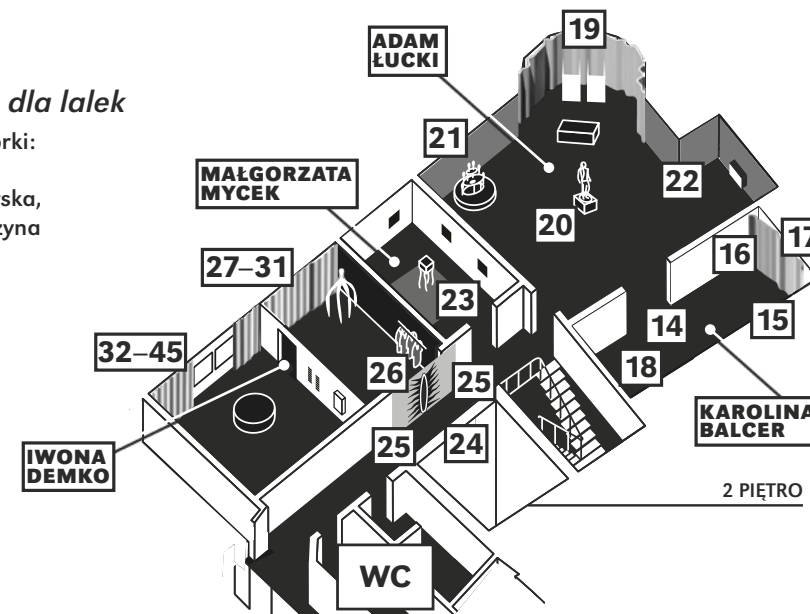 dla lalek
rki:
ska,
zyna
19
ADAM
ŁUCKI
21
MAŁGORZATA
MYCEK
22
20
27–31
16
17
23
14
15
32–45
18
26
25
KAROLINA
BALCER
25
24
IWONA
DEMKO
2 PIĘTRO
WC